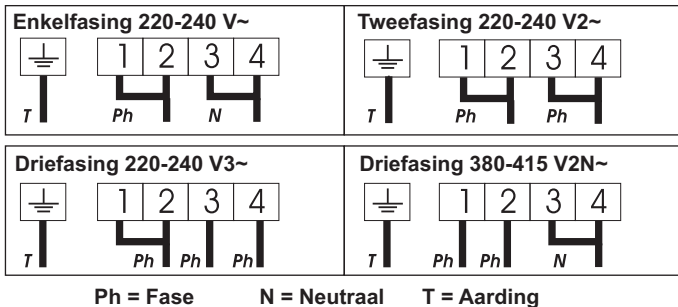 Enkelfasing 220-240 V~
1 2 3 4
T Ph N
Tweefasing 220-240 V2~
1 2 3 4
T Ph Ph
Driefasing 220-240 V3~
1 2 3 4
T Ph Ph Ph
Driefasing 380-415 V2N~
1 2 3 4
T Ph Ph N
Ph = Fase N = Neutraal T = Aarding